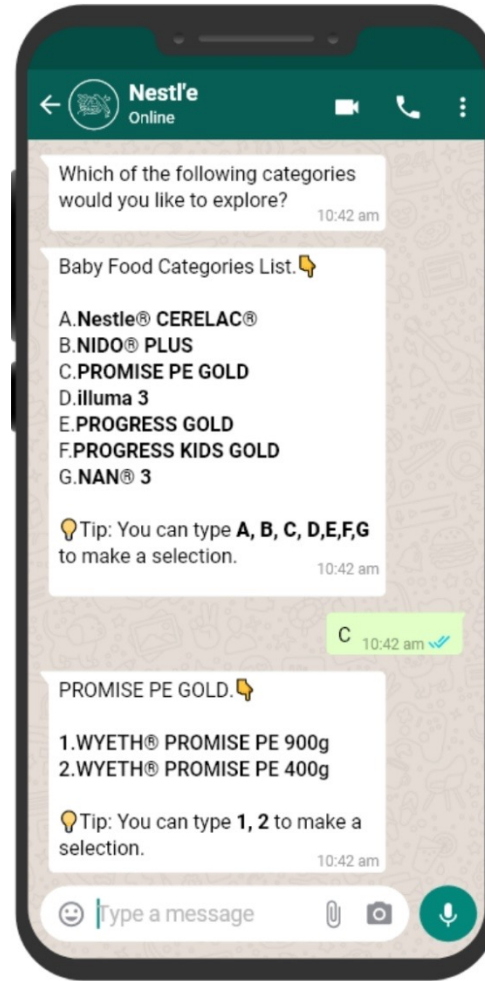 Nestl'e
Online
Which of the following categories
would you like to explore?
10:42 am
Baby Food Categories List.👇
A.Nestle® CERELAC®
B.NIDO® PLUS
C.PROMISE PE GOLD
D.illuma 3
E.PROGRESS GOLD
F.PROGRESS KIDS GOLD
G.NAN® 3
💡Tip: You can type A, B, C, D,E,F,G
to make a selection.
10:42 am
C 10:42 am
PROMISE PE GOLD.👇
1.WYETH® PROMISE PE 900g
2.WYETH® PROMISE PE 400g
💡Tip: You can type 1, 2 to make a
selection.
10:42 am
Type a message